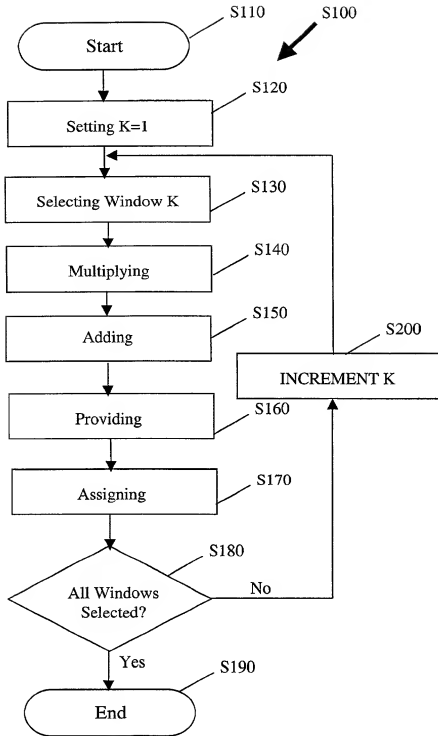 S110
S100
Start
S120
Setting K=1
S130
Selecting Window K
S140
Multiplying
S150
Adding
S200
INCREMENT K
Providing
S160
Assigning
S170
S180
All Windows
Selected?
No
Yes
S190
End